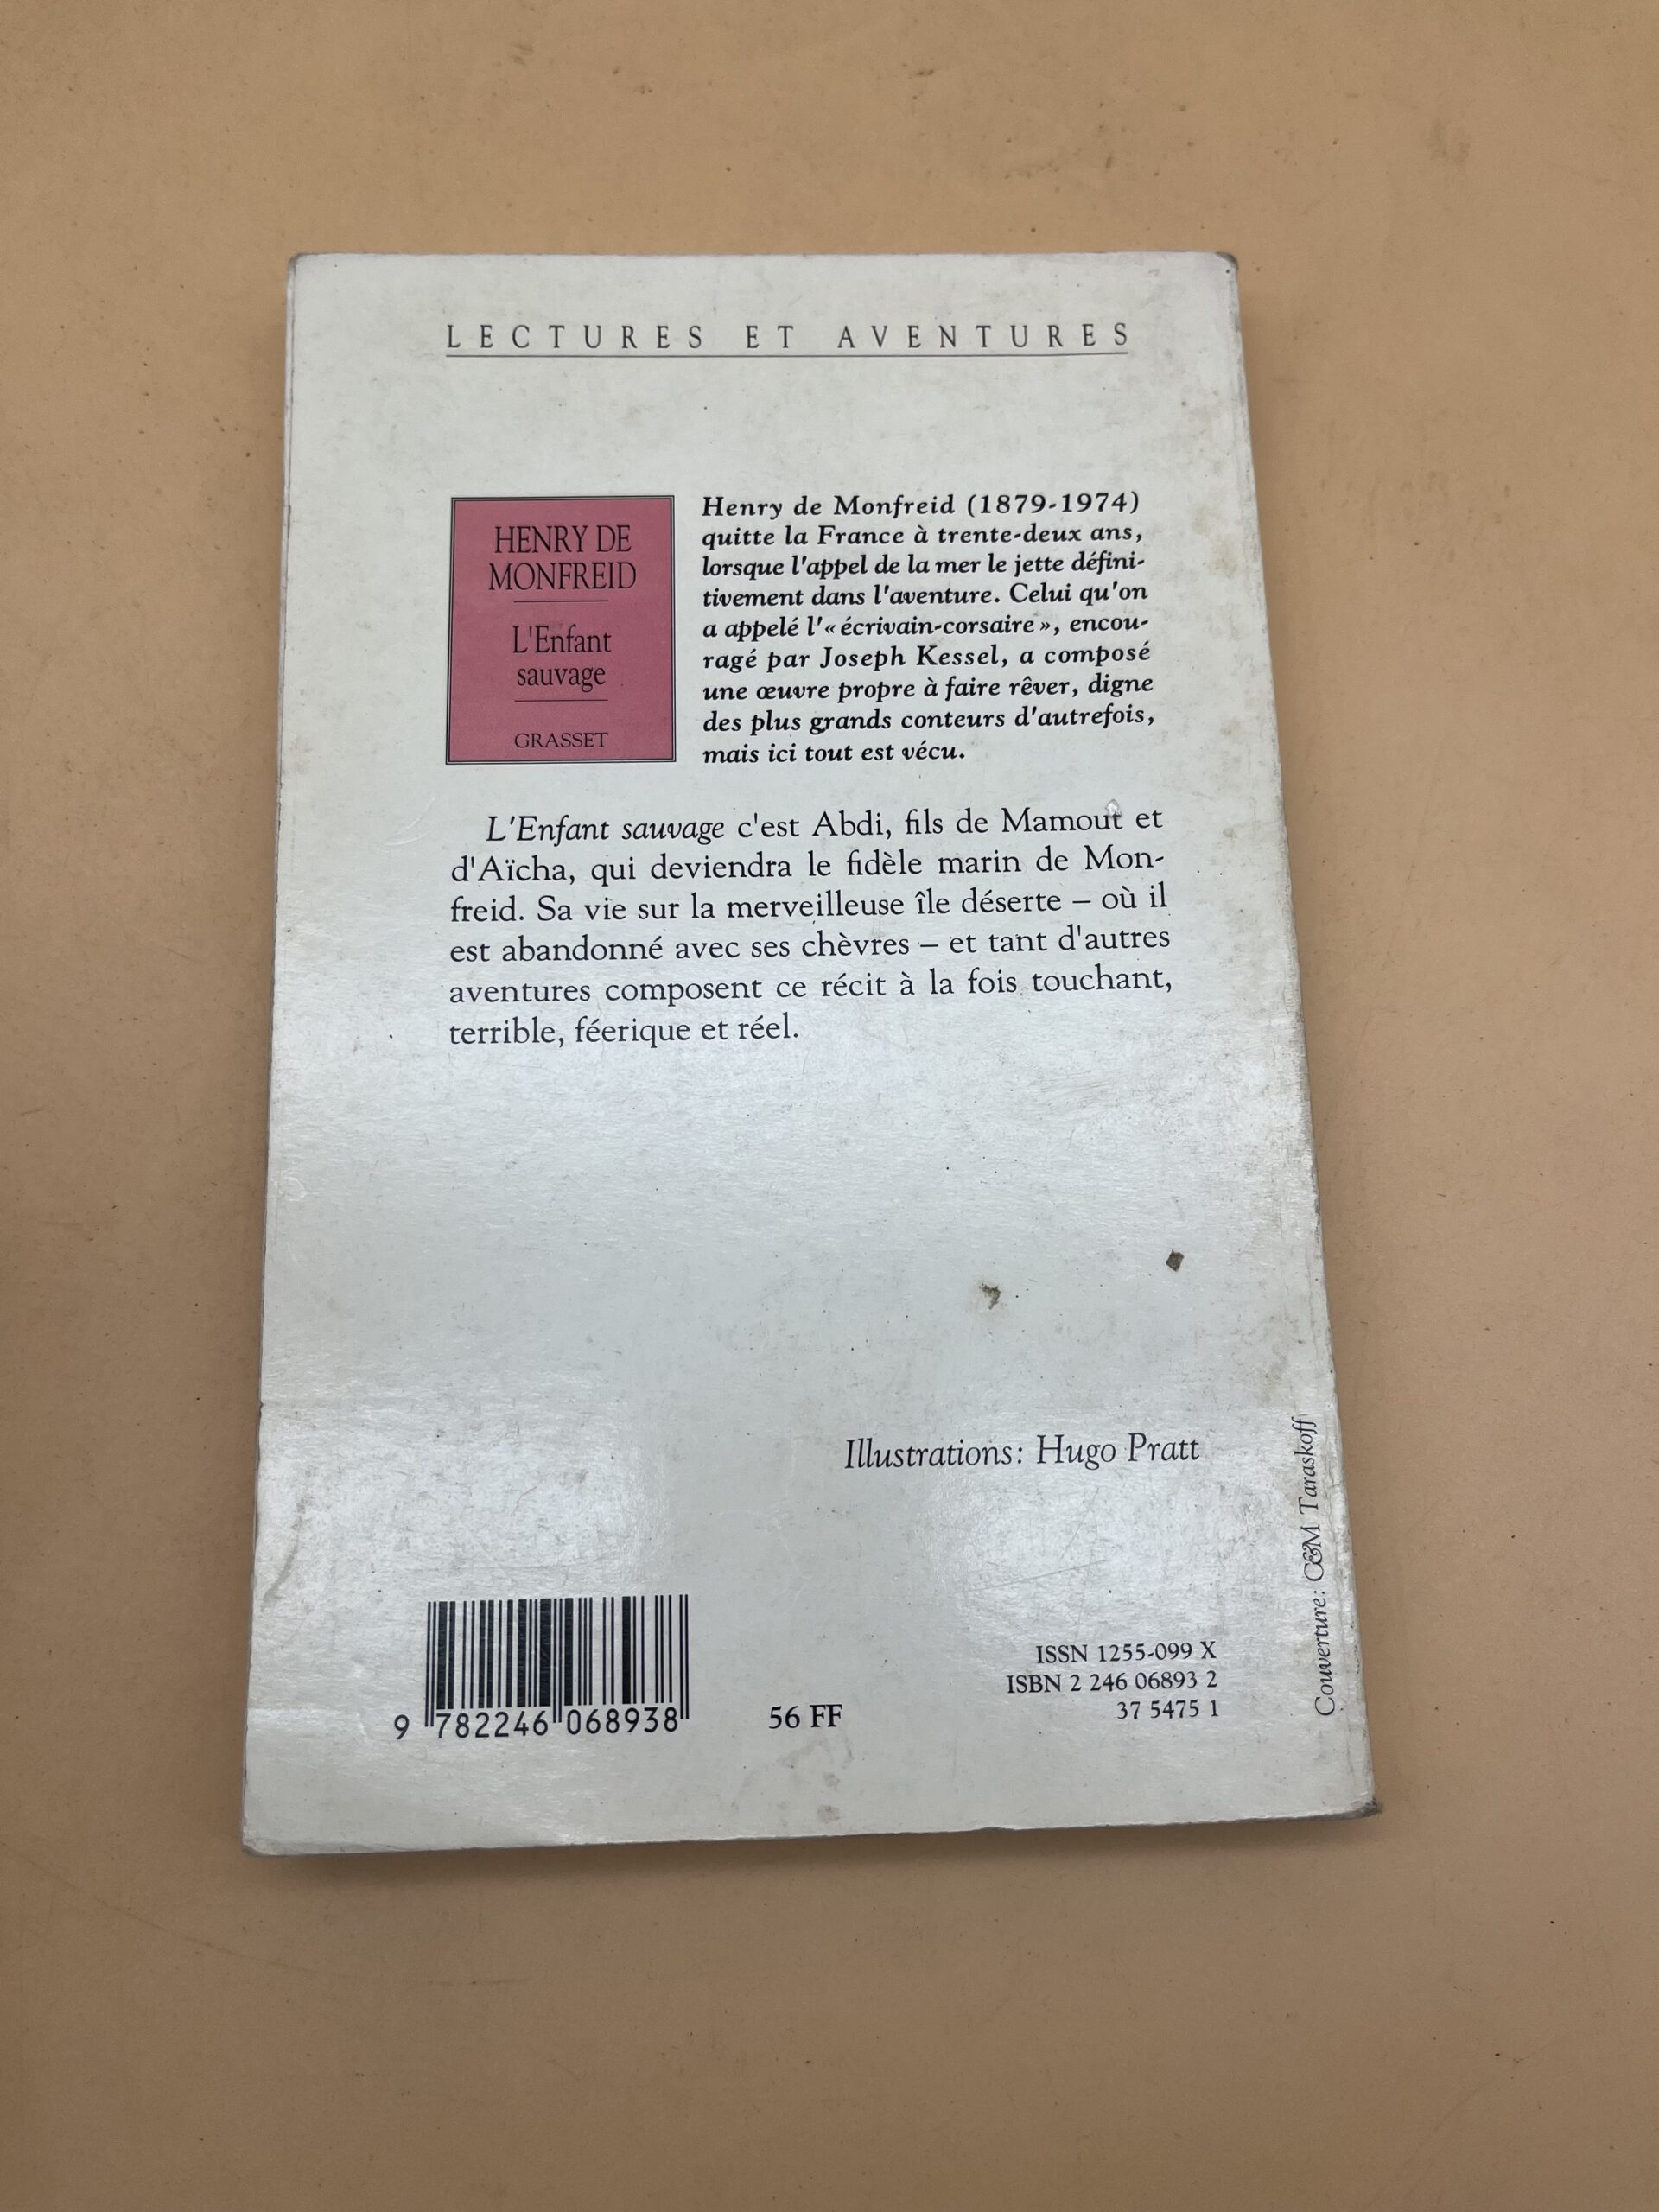 LECTURES ET AVENTURES
HENRY DE
MONFREID
L'Enfant
sauvage
GRASSET
Henry de Monfreid (1879-1974)
quitte la France à trente-deux ans,
lorsque l'appel de la mer le jette défini-
tivement dans l'aventure. Celui qu'on
a appelé l'« écrivain-corsaire », encou-
ragé par Joseph Kessel, a composé
une œuvre propre à faire rêver, digne
des plus grands conteurs d'autrefois,
mais ici tout est vécu.
L'Enfant sauvage c'est Abdi, fils de Mamout et
d'Aïcha, qui deviendra le fidèle marin de Mon-
freid. Sa vie sur la merveilleuse île déserte – où il
est abandonné avec ses chèvres – et tant d'autres
aventures composent ce récit à la fois touchant,
terrible, féerique et réel.
Illustrations: Hugo Pratt
Couverture: C&M Taraskoff
9 782246 068938
56 FF
ISSN 1255-099 X
ISBN 2 246 06893 2
37 5475 1